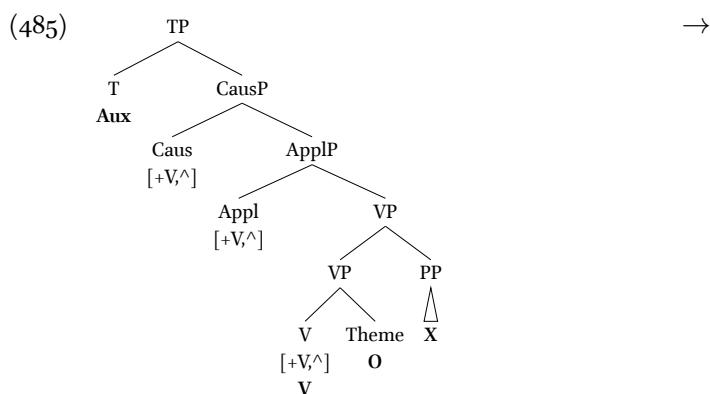 (485) TP →
T CausP
Aux
Caus ApplP
[+V,^]
Appl VP
[+V,^]
VP PP
V Theme X
[+V,^] O
V